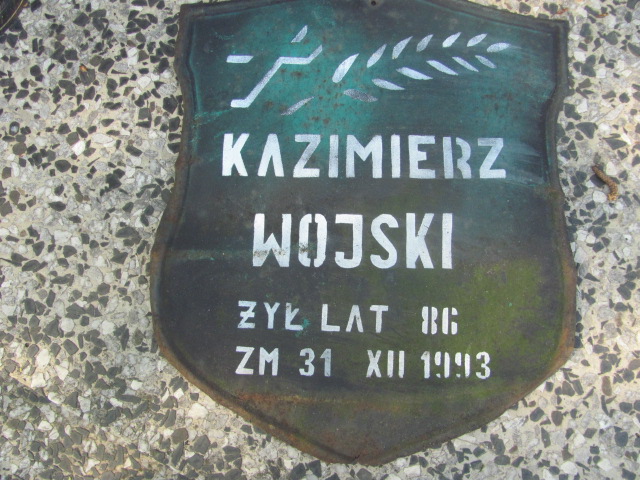 KAZIMIERZ
WOJSKI
ŻYŁ LAT 86
ZM 31 XII 1993